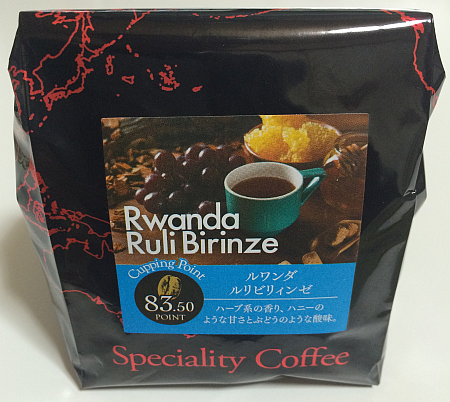 Rwanda
Ruli Birinze
Cupping Point
83.50
POINT
ルワンダ
ルリビリィンゼ
ハーブ系の香り、ハニーの
ような甘さとぶどうのような酸味。
Speciality Coffee